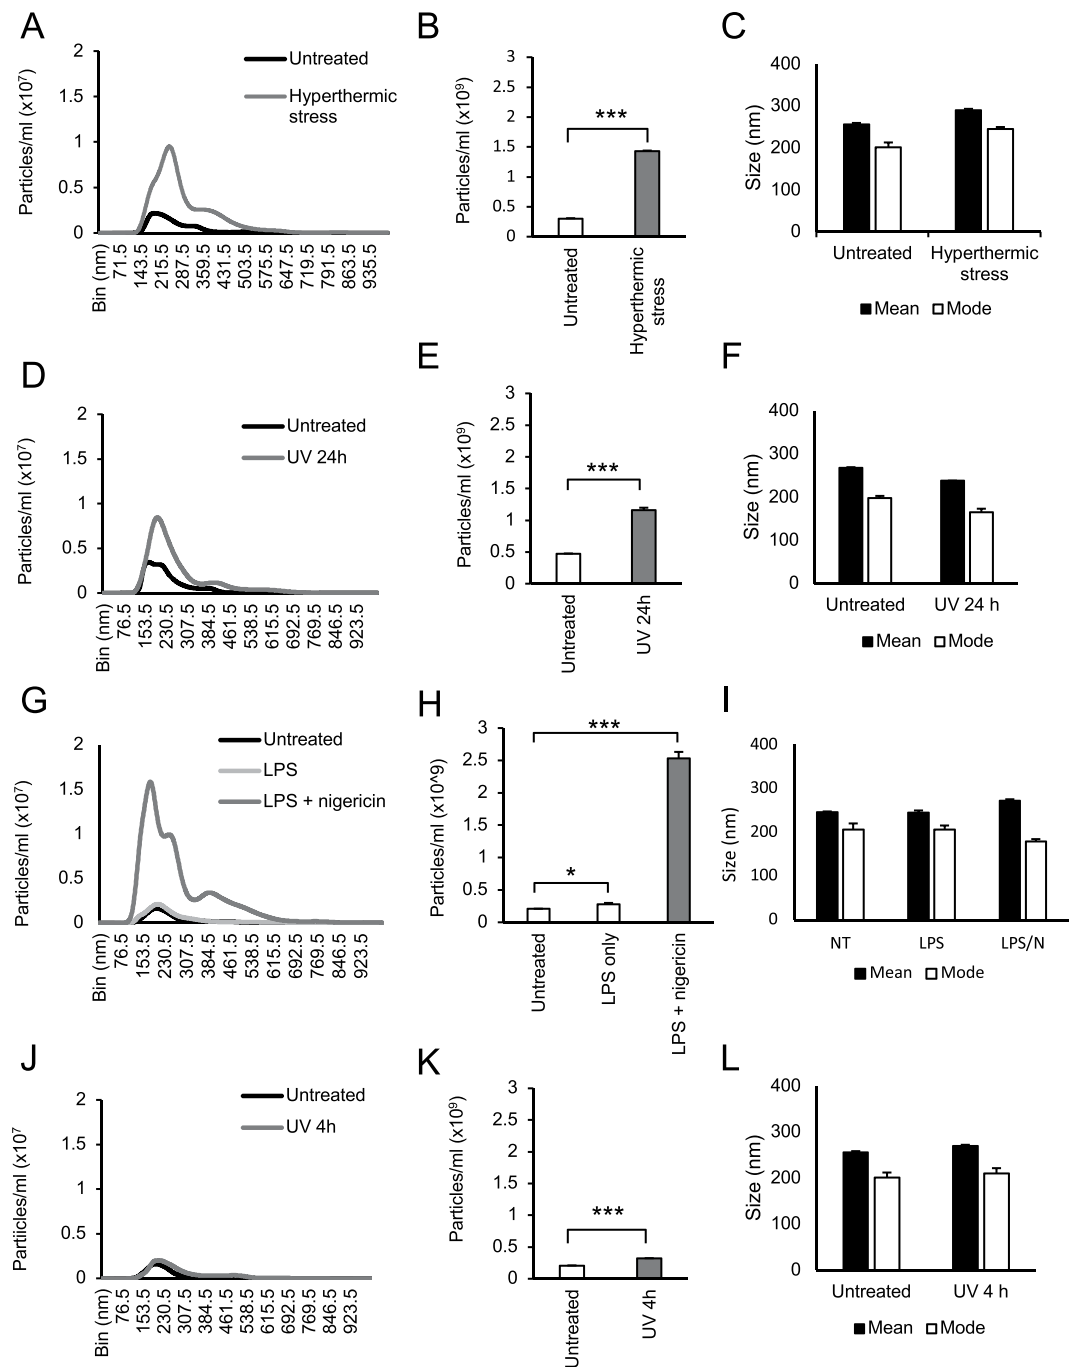 A
Particles/ml (x10⁷)
2
1.5
1
0.5
0
Untreated
Hyperthermic
stress
Bin (nm)
71.5
143.5
215.5
287.5
359.5
431.5
503.5
575.5
647.5
719.5
791.5
863.5
935.5
B
Particles/ml (x10⁹)
3
2.5
2
1.5
1
0.5
0
***
Untreated
Hyperthermic
stress
C
Size (nm)
400
300
200
100
0
Untreated
Hyperthermic
stress
Mean
Mode
D
Particles/ml (x10⁷)
2
1.5
1
0.5
0
Untreated
UV 24h
Bin (nm)
76.5
153.5
230.5
307.5
384.5
461.5
538.5
615.5
692.5
769.5
846.5
923.5
E
Particles/ml (x10⁹)
3
2.5
2
1.5
1
0.5
0
***
Untreated
UV 24h
F
Size (nm)
400
300
200
100
0
Untreated
UV 24 h
Mean
Mode
G
Particles/ml (x10⁷)
2
1.5
1
0.5
0
Untreated
LPS
LPS + nigericin
Bin (nm)
76.5
153.5
230.5
307.5
384.5
461.5
538.5
615.5
692.5
769.5
846.5
923.5
H
Particles/ml (x10^9)
3
2.5
2
1.5
1
0.5
0
***
*
Untreated
LPS only
LPS + nigericin
I
Size (nm)
400
300
200
100
0
NT
LPS
LPS/N
Mean
Mode
J
Partiicles/ml (x10⁷
2
1.5
1
0.5
0
Untreated
UV 4h
Bin (nm)
76.5
153.5
230.5
307.5
384.5
461.5
538.5
615.5
692.5
769.5
846.5
923.5
K
Particles/ml (x10⁹)
3
2.5
2
1.5
1
0.5
0
***
Untreated
UV 4h
L
Size (nm)
400
300
200
100
0
Untreated
UV 4 h
Mean
Mode